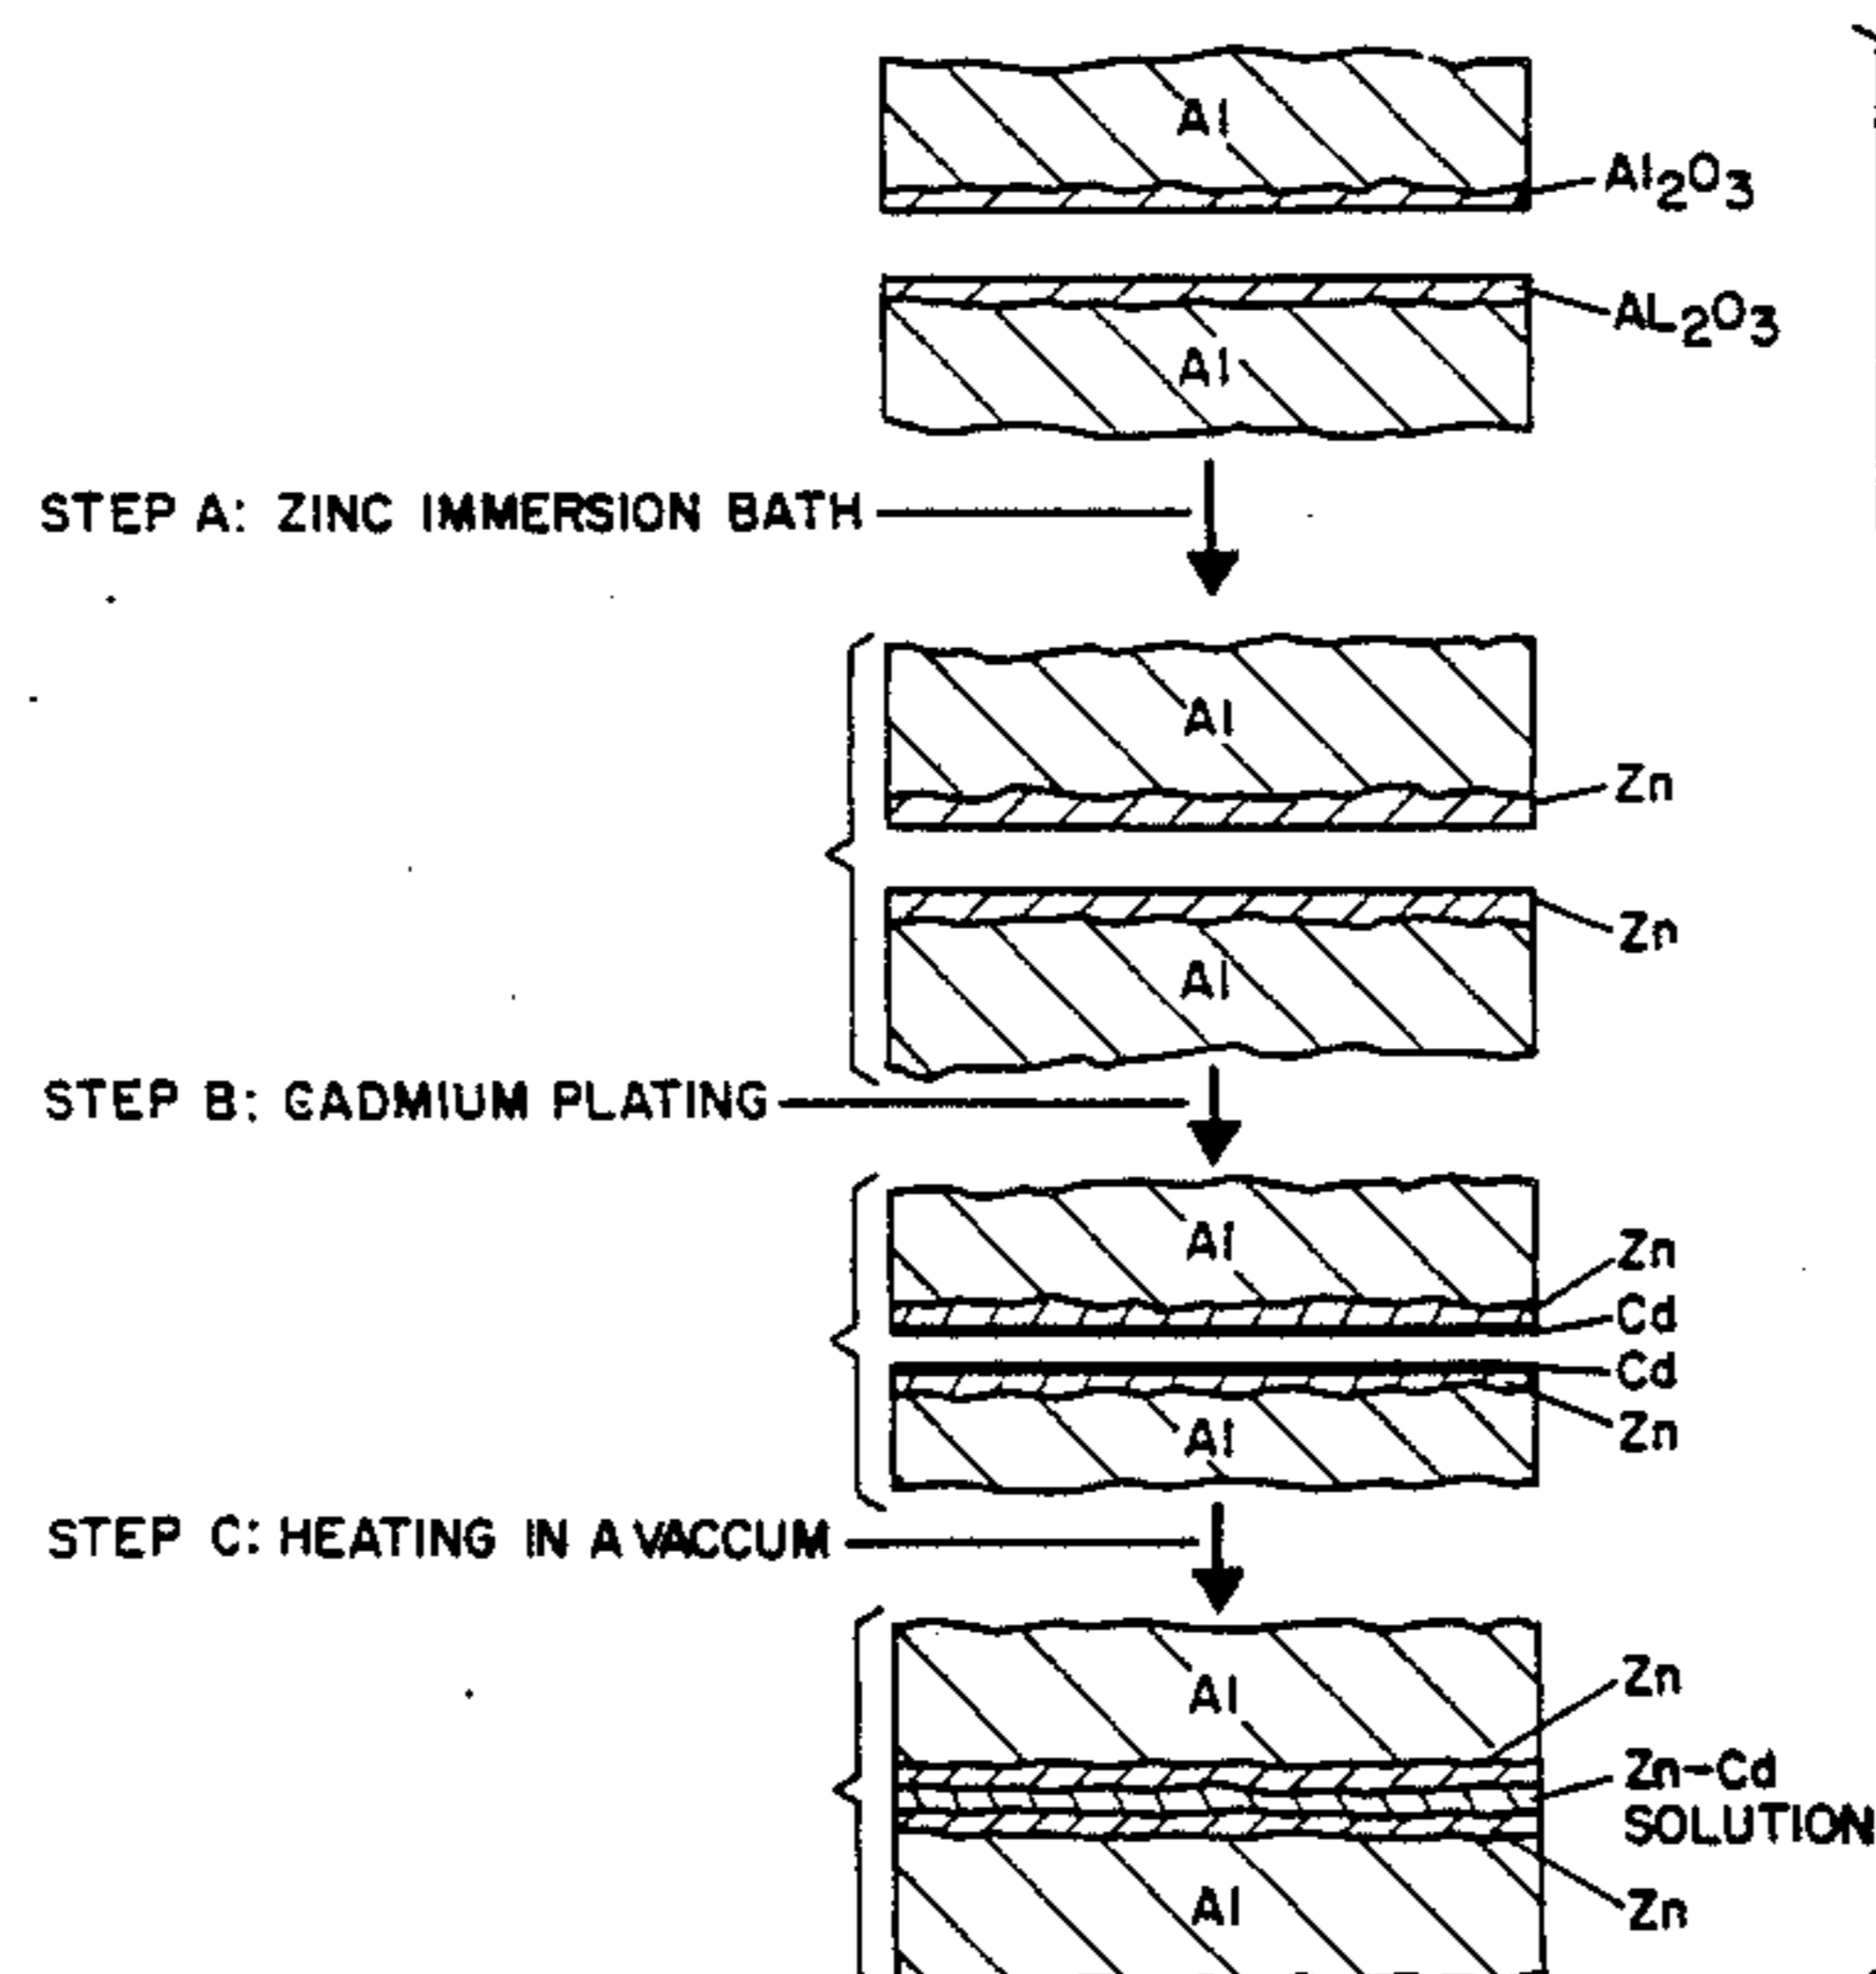 Al
Al₂O₃
AL₂O₃
Al
STEP A: ZINC IMMERSION BATH
Al
Zn
Zn
Al
STEP B: CADMIUM PLATING
Al
Zn
Cd
Cd
Zn
Al
STEP C: HEATING IN A VACCUM
Al
Zn
Zn-Cd
SOLUTION
Zn
Al